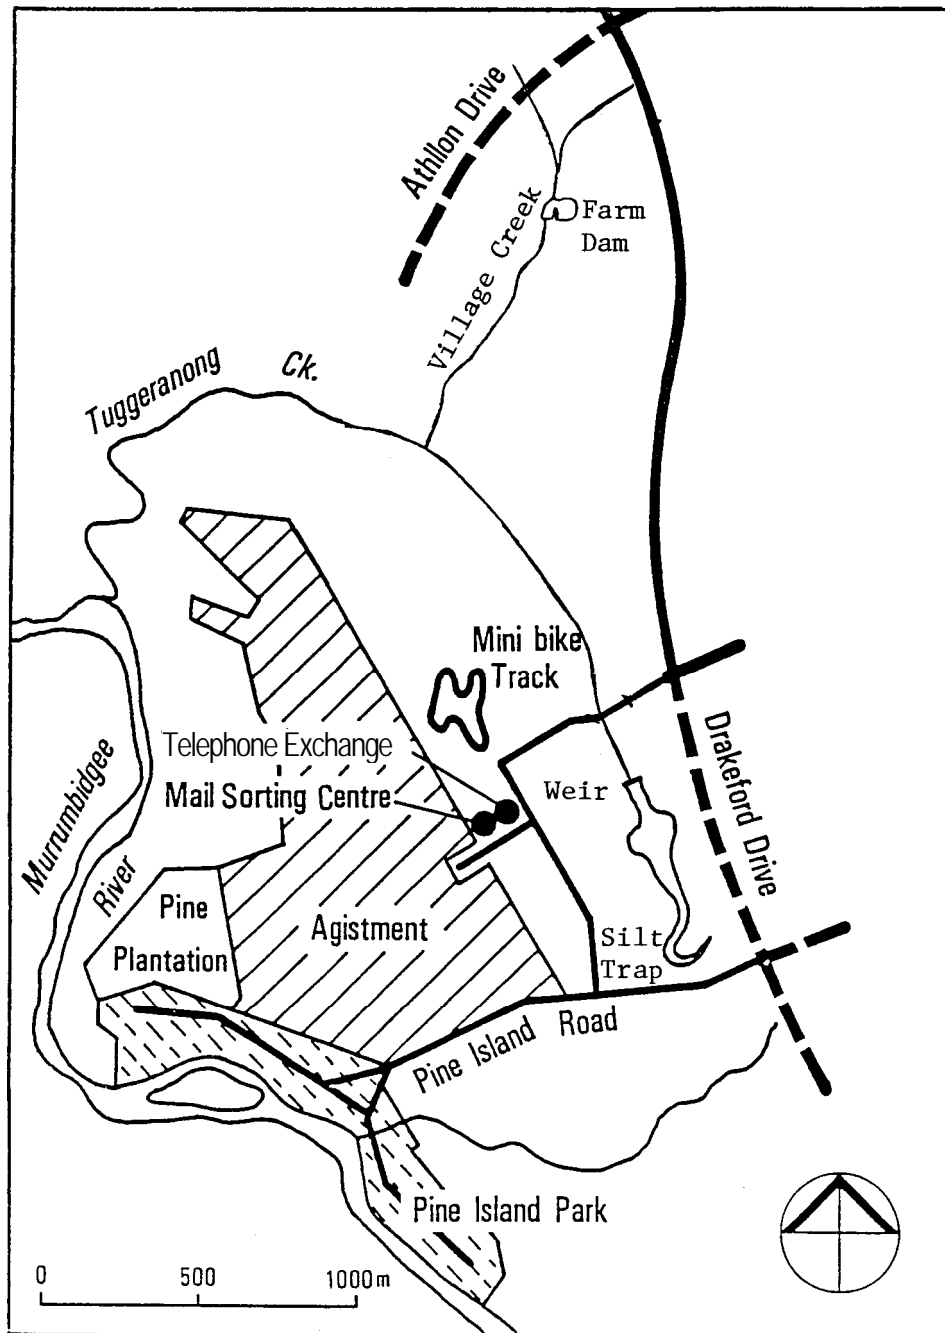 Athllon Drive
Village Creek
Farm
Dam
Tuggeranong Ck.
Mini bike
Track
Telephone Exchange
Mail Sorting Centre
Weir
Drakeford Drive
Murrumbidgee
River
Pine
Plantation
Agistment
Silt
Trap
Pine Island Road
Pine Island Park
0 500 1000m